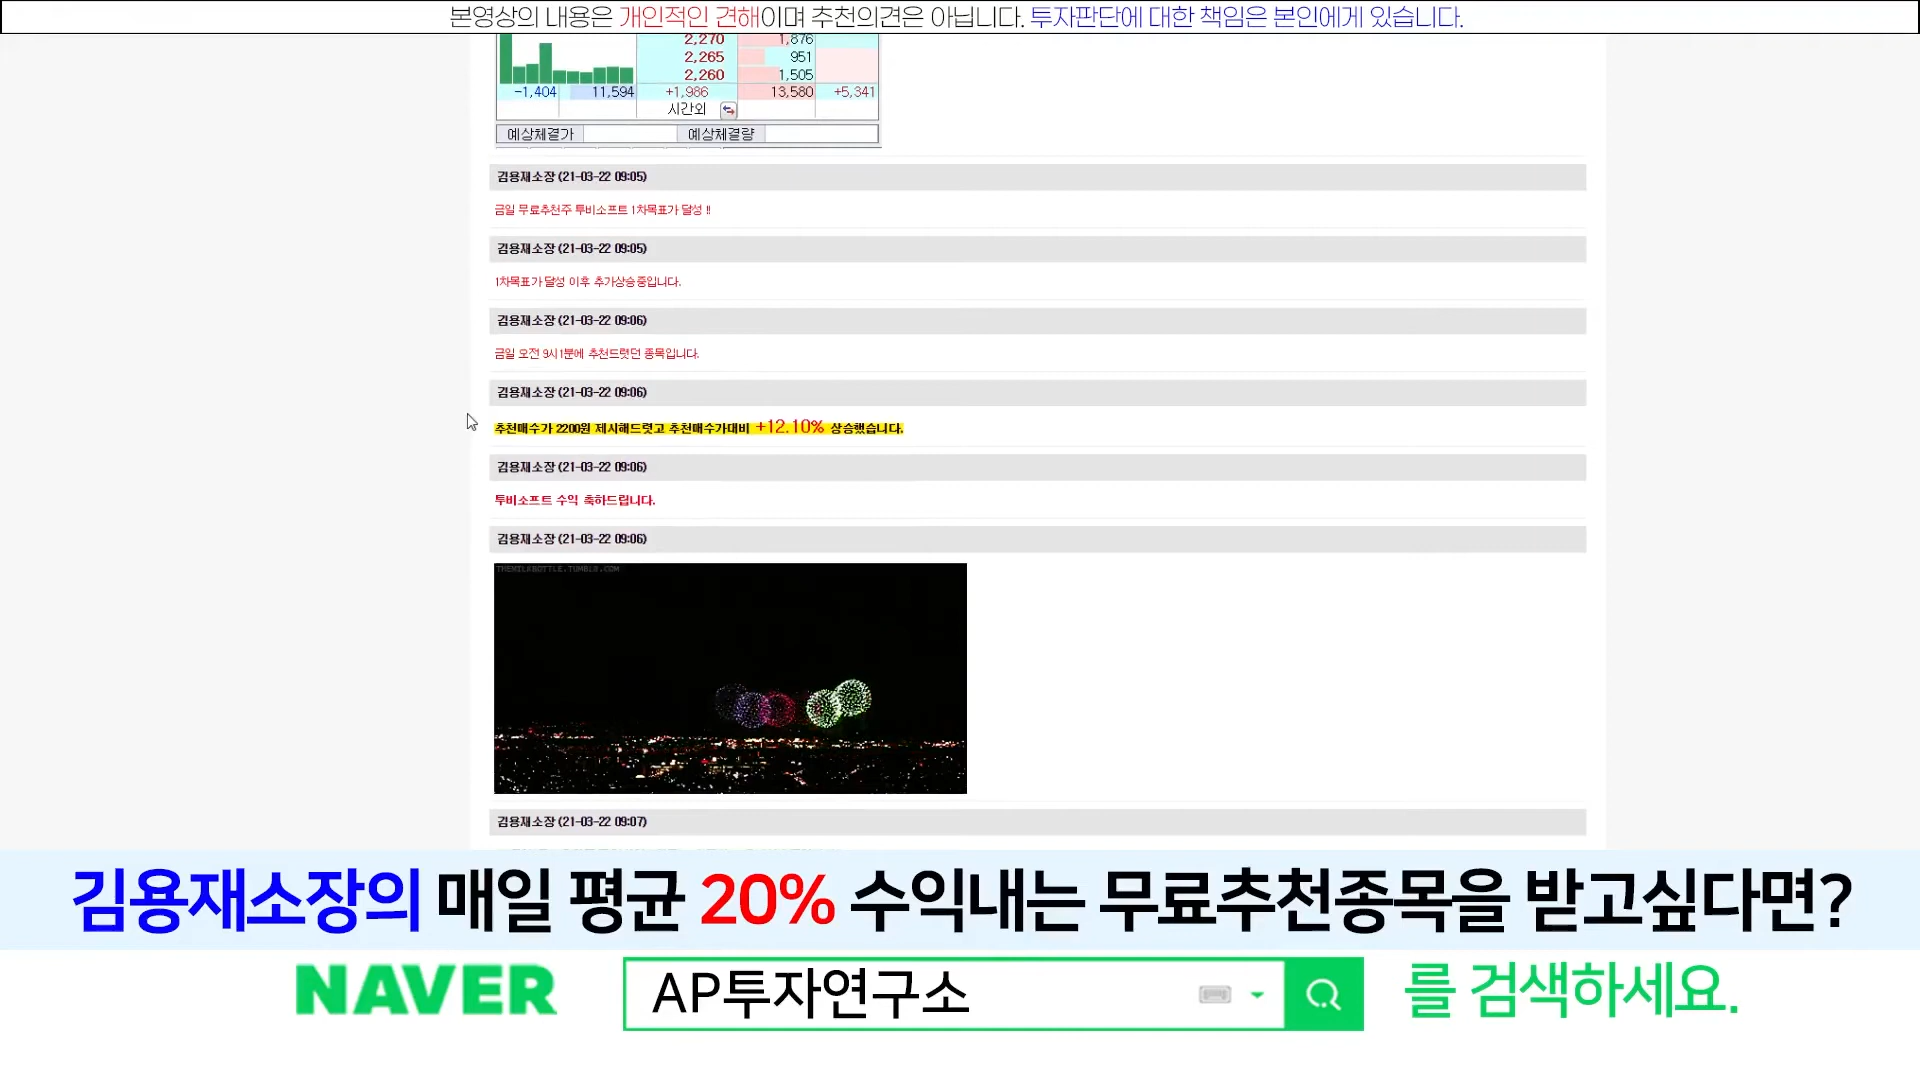 본영상의 내용은 개인적인 견해이며 추천의견은 아닙니다. 투자판단에 대한 책임은 본인에게 있습니다.
2,270 1,876
2,265 951
2,260 1,505
-1,404 11,594 +1,986 13,580 +5,341
시간외
예상체결가 예상체결량
김용재소장 (21-03-22 09:05)
금일 무료추천주 투비소프트 1차목표가 달성 !!
김용재소장 (21-03-22 09:05)
1차목표가 달성 이후 추가상승중입니다.
김용재소장 (21-03-22 09:06)
금일 오전 9시1분에 추천드렷던 종목입니다.
김용재소장 (21-03-22 09:06)
추천매수가 2200원 제시해드렷고 추천매수가대비 +12.10% 상승했습니다.
김용재소장 (21-03-22 09:06)
투비소프트 수익 축하드립니다.
김용재소장 (21-03-22 09:06)
THEMILKBOTTLE.TUMBLR.COM
김용재소장 (21-03-22 09:07)
김용재소장의 매일 평균 20% 수익내는 무료추천종목을 받고싶다면?
NAVER AP투자연구소 를 검색하세요.